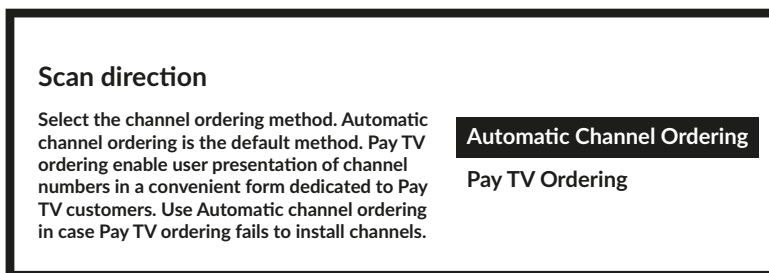 Scan direction
Select the channel ordering method. Automatic
channel ordering is the default method. Pay TV
ordering enable user presentation of channel
numbers in a convenient form dedicated to Pay
TV customers. Use Automatic channel ordering
in case Pay TV ordering fails to install channels.
Automatic Channel Ordering
Pay TV Ordering